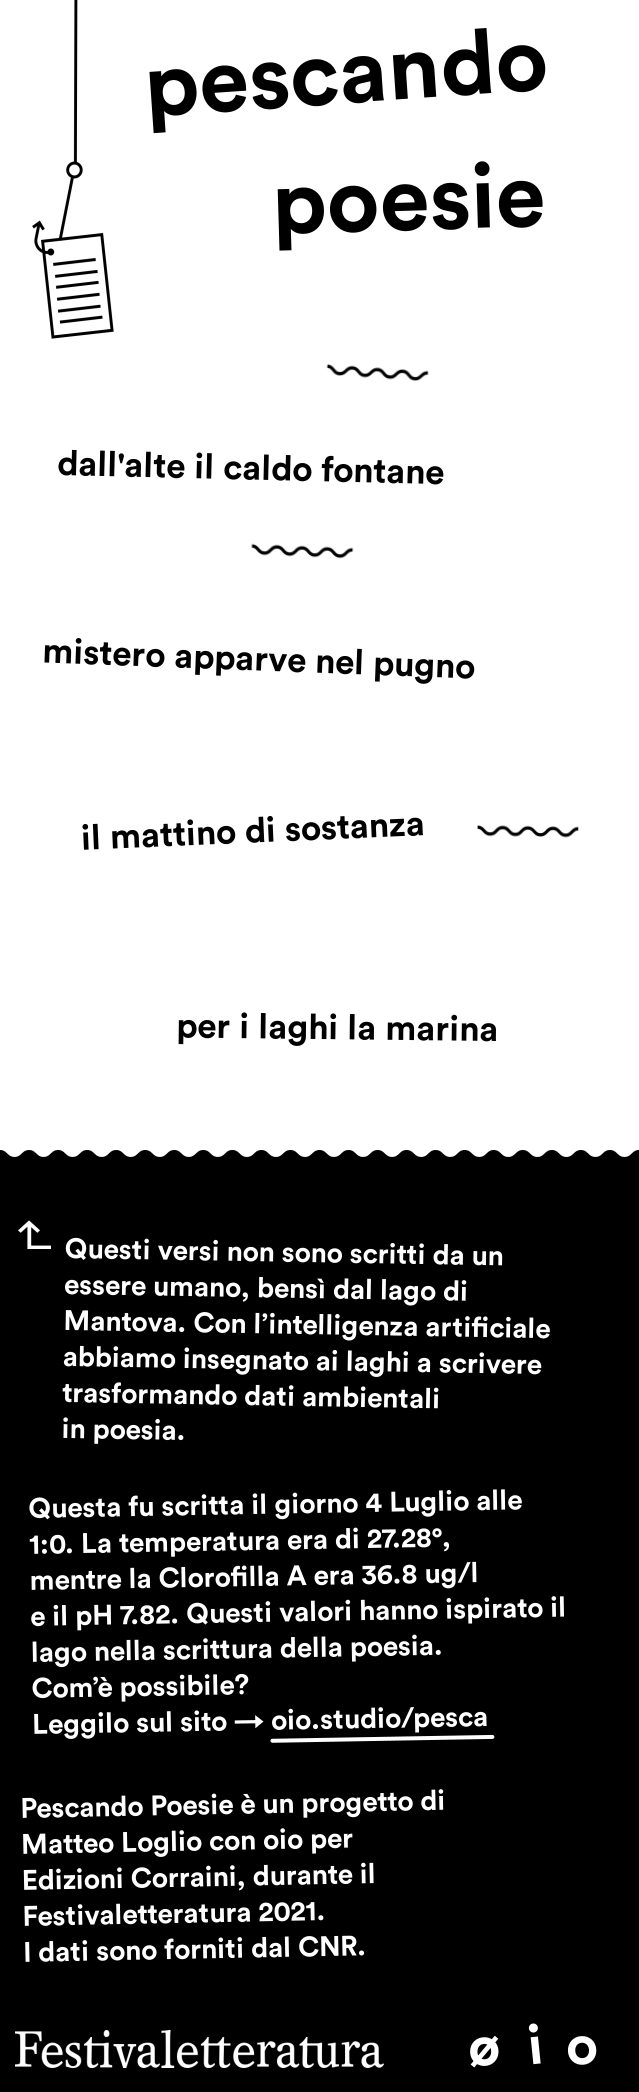 pescando
poesie
dall'alte il caldo fontane
mistero apparve nel pugno
il mattino di sostanza
per i laghi la marina
Questi versi non sono scritti da un
essere umano, bensì dal lago di
Mantova. Con l’intelligenza artificiale
abbiamo insegnato ai laghi a scrivere
trasformando dati ambientali
in poesia.
Questa fu scritta il giorno 4 Luglio alle
1:0. La temperatura era di 27.28°,
mentre la Clorofilla A era 36.8 ug/l
e il pH 7.82. Questi valori hanno ispirato il
lago nella scrittura della poesia.
Com’è possibile?
Leggilo sul sito → oio.studio/pesca
Pescando Poesie è un progetto di
Matteo Loglio con oio per
Edizioni Corraini, durante il
Festivaletteratura 2021.
I dati sono forniti dal CNR.
Festivaletteratura ø i o